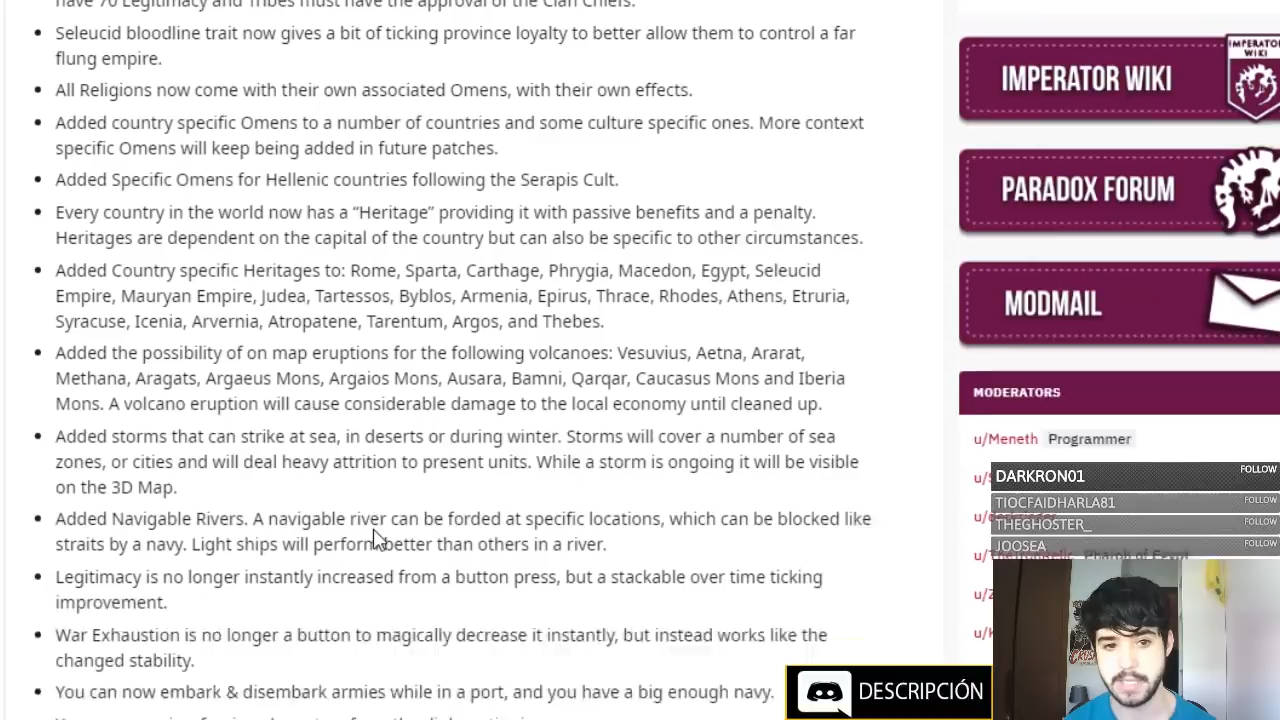 have 70 Legitimacy and Tribes must have the approval of the Clan Chiefs.
Seleucid bloodline trait now gives a bit of ticking province loyalty to better allow them to control a far
flung empire.
All Religions now come with their own associated Omens, with their own effects.
Added country specific Omens to a number of countries and some culture specific ones. More context
specific Omens will keep being added in future patches.
Added Specific Omens for Hellenic countries following the Serapis Cult.
Every country in the world now has a “Heritage” providing it with passive benefits and a penalty.
Heritages are dependent on the capital of the country but can also be specific to other circumstances.
Added Country specific Heritages to: Rome, Sparta, Carthage, Phrygia, Macedon, Egypt, Seleucid
Empire, Mauryan Empire, Judea, Tartessos, Byblos, Armenia, Epirus, Thrace, Rhodes, Athens, Etruria,
Syracuse, Icenia, Arvernia, Atropatene, Tarentum, Argos, and Thebes.
Added the possibility of on map eruptions for the following volcanoes: Vesuvius, Aetna, Ararat,
Methana, Aragats, Argaeus Mons, Argaios Mons, Ausara, Bamni, Qarqar, Caucasus Mons and Iberia
Mons. A volcano eruption will cause considerable damage to the local economy until cleaned up.
Added storms that can strike at sea, in deserts or during winter. Storms will cover a number of sea
zones, or cities and will deal heavy attrition to present units. While a storm is ongoing it will be visible
on the 3D Map.
Added Navigable Rivers. A navigable river can be forded at specific locations, which can be blocked like
straits by a navy. Light ships will perform better than others in a river.
Legitimacy is no longer instantly increased from a button press, but a stackable over time ticking
improvement.
War Exhaustion is no longer a button to magically decrease it instantly, but instead works like the
changed stability.
You can now embark & disembark armies while in a port, and you have a big enough navy.
IMPERATOR WIKI
IMPERATOR
WIKI
PARADOX FORUM
MODMAIL
MODERATORS
u/Meneth Programmer
DARKRON01 FOLLOW
TIOCFAIDHARLA81 FOLLOW
THEGHOSTER_ FOLLOW
JOOSEA FOLLOW
DESCRIPCIÓN